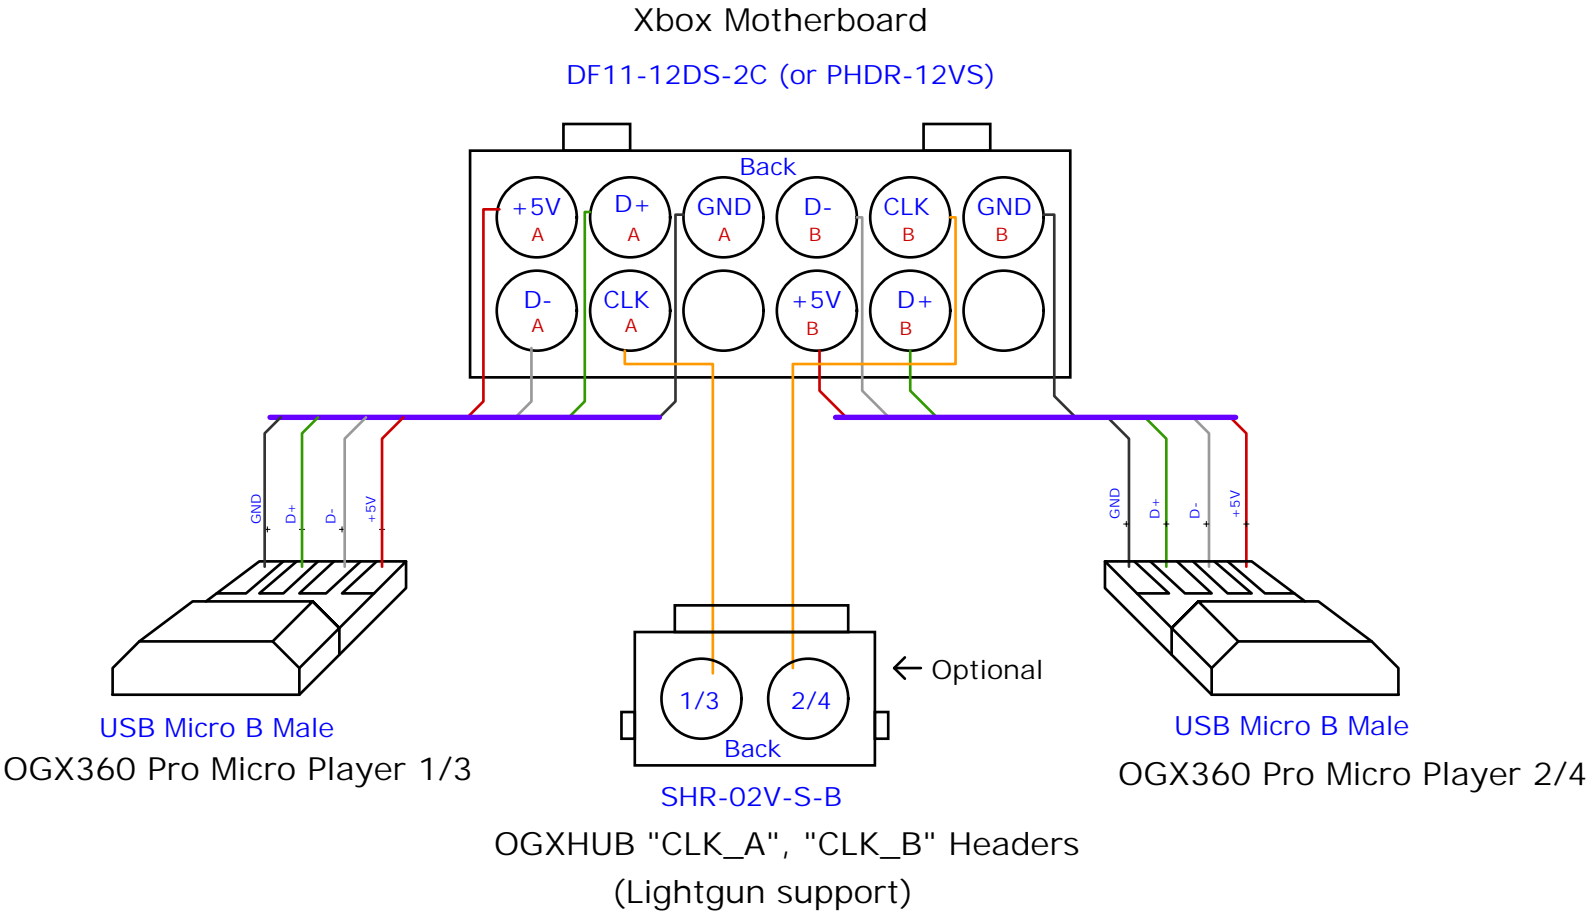 Xbox Motherboard
DF11-12DS-2C (or PHDR-12VS)
Back
+5V D+ GND D- CLK GND
A A A B B B
D- CLK +5V D+
A A B B
GND D+ D- +5V
GND D+ D- +5V
← Optional
1/3 2/4
Back
USB Micro B Male
OGX360 Pro Micro Player 1/3
USB Micro B Male
OGX360 Pro Micro Player 2/4
SHR-02V-S-B
OGXHUB "CLK_A", "CLK_B" Headers
(Lightgun support)